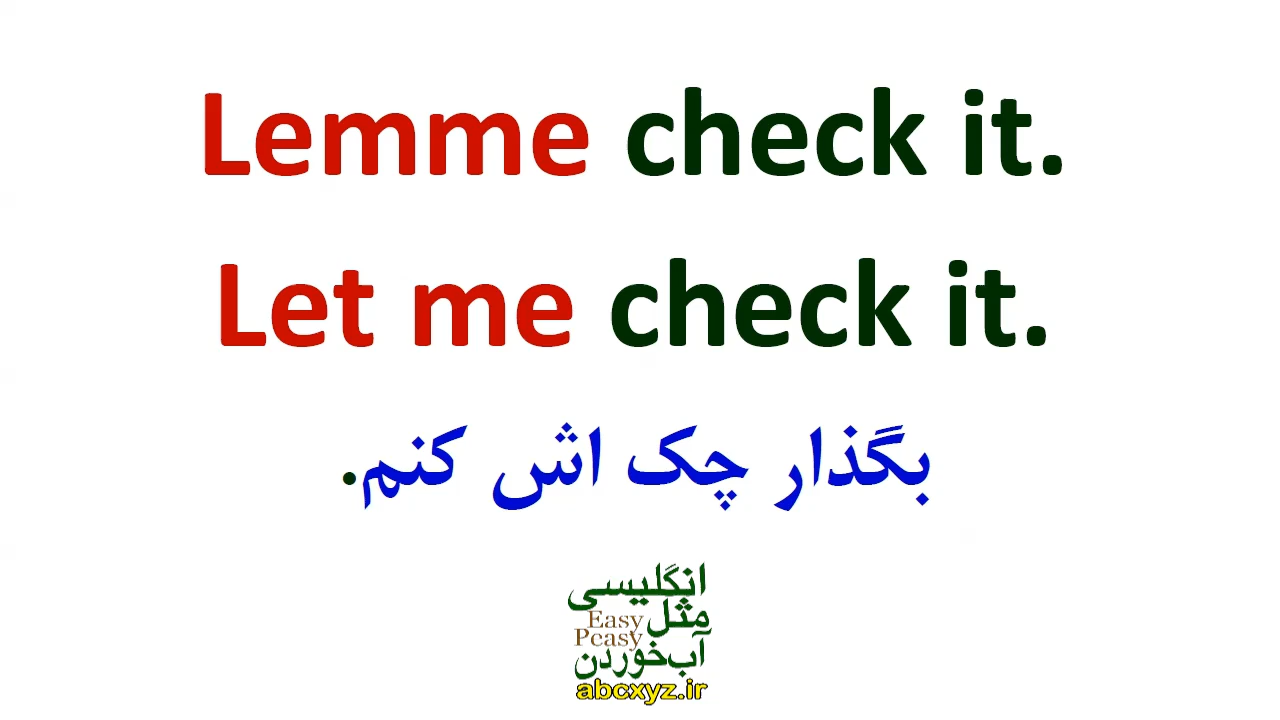 Lemme check it.
Let me check it.
بگذار چک اش کنم.
انگلیسی
مثل
Easy
Peasy
آب‌خوردن
abcxyz.ir